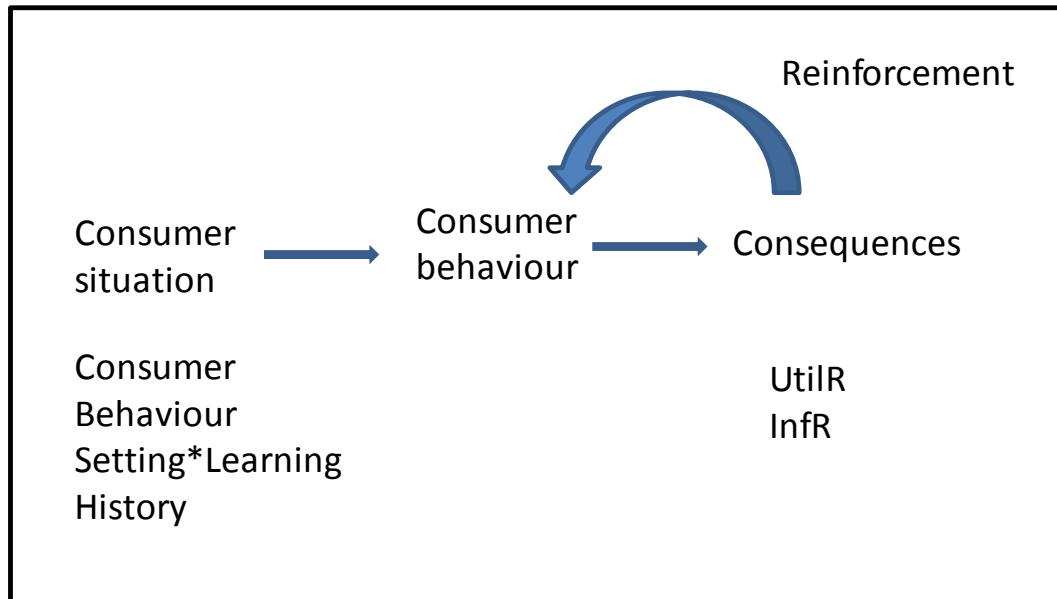 Reinforcement
Consumer
situation
Consumer
behaviour
Consequences
Consumer
Behaviour
Setting*Learning
History
UtilR
InfR